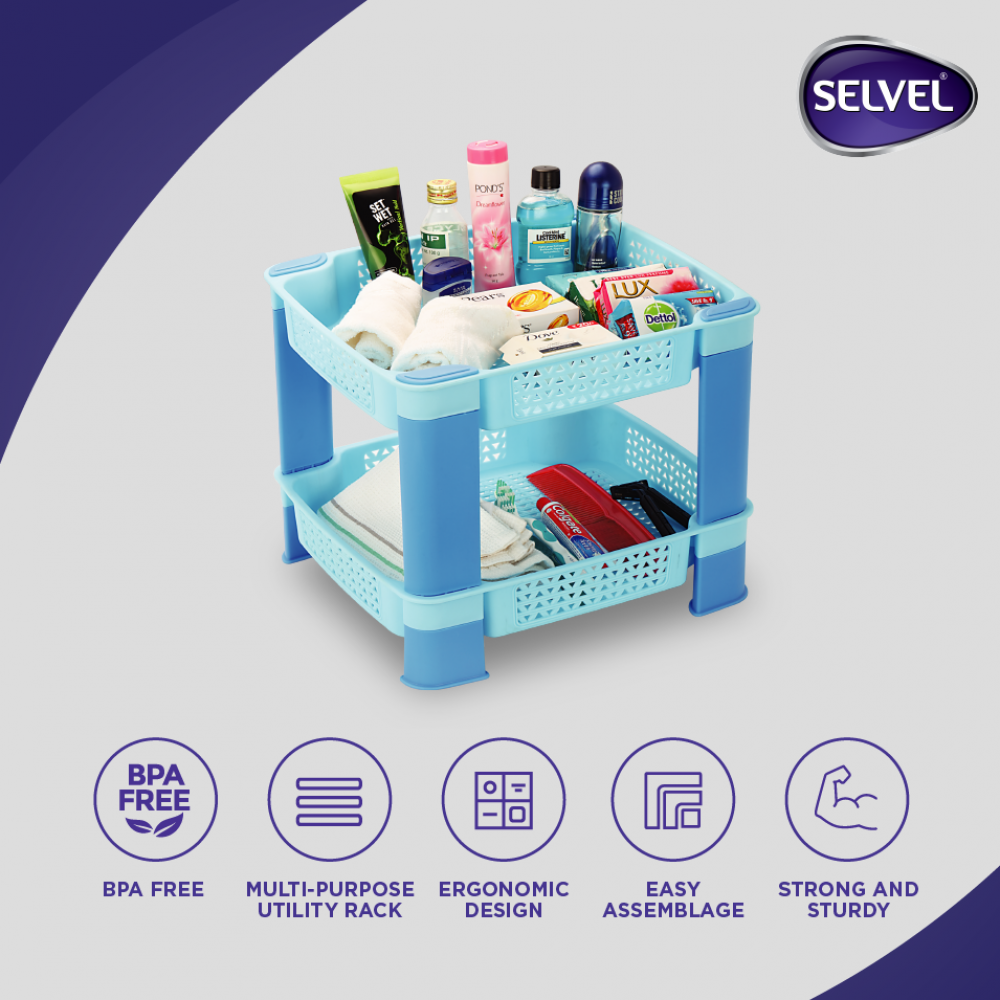 SELVEL®
SET
WET
POND'S
Dreamflower
LISTERINE
Pears
LUX
Dettol
Dove
Colgate
BPA
FREE
BPA FREE
MULTI-PURPOSE
UTILITY RACK
ERGONOMIC
DESIGN
EASY
ASSEMBLAGE
STRONG AND
STURDY